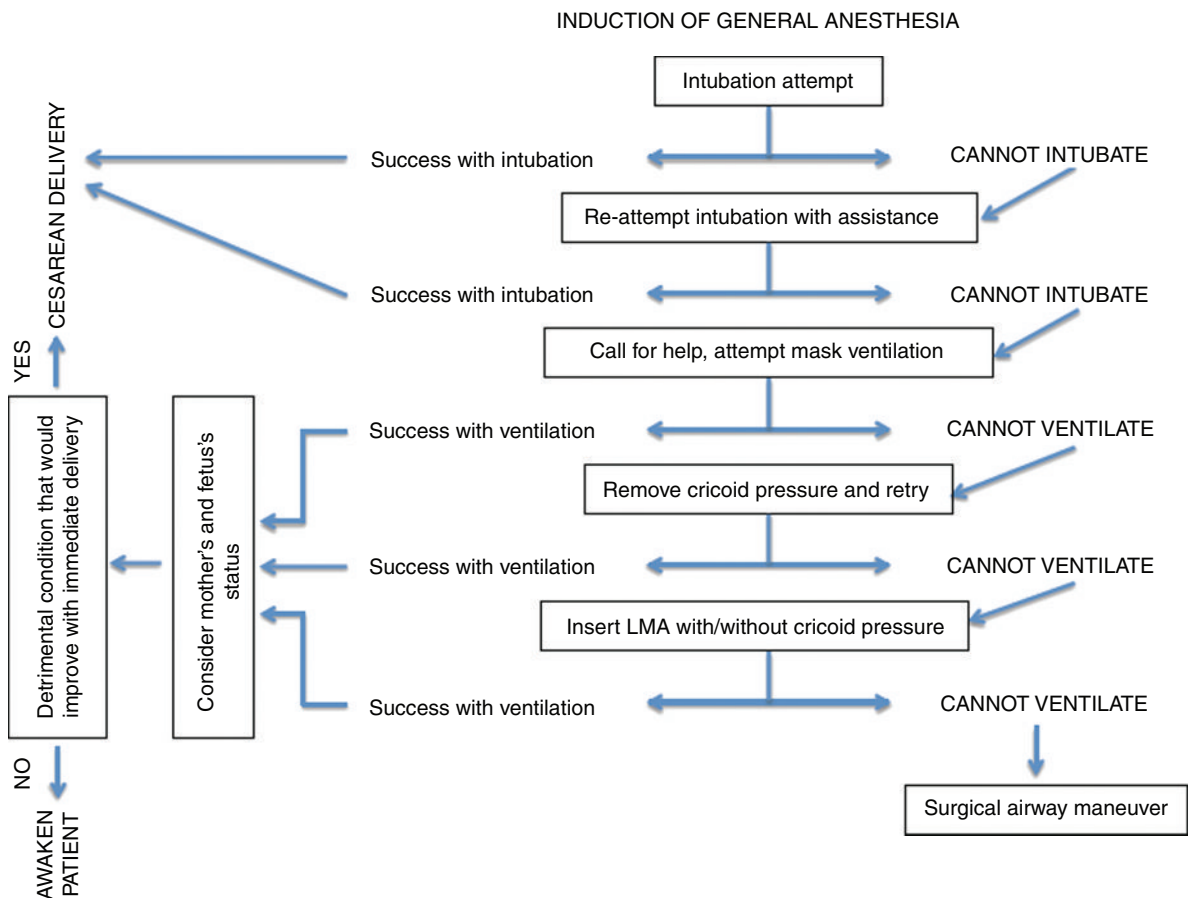 INDUCTION OF GENERAL ANESTHESIA
Intubation attempt
Success with intubation
CANNOT INTUBATE
Re-attempt intubation with assistance
Success with intubation
CANNOT INTUBATE
Call for help, attempt mask ventilation
Success with ventilation
CANNOT VENTILATE
Remove cricoid pressure and retry
Success with ventilation
CANNOT VENTILATE
Insert LMA with/without cricoid pressure
Success with ventilation
CANNOT VENTILATE
Surgical airway maneuver
Consider mother's and fetus's
status
Detrimental condition that would
improve with immediate delivery
YES
CESAREAN DELIVERY
NO
AWAKEN
PATIENT